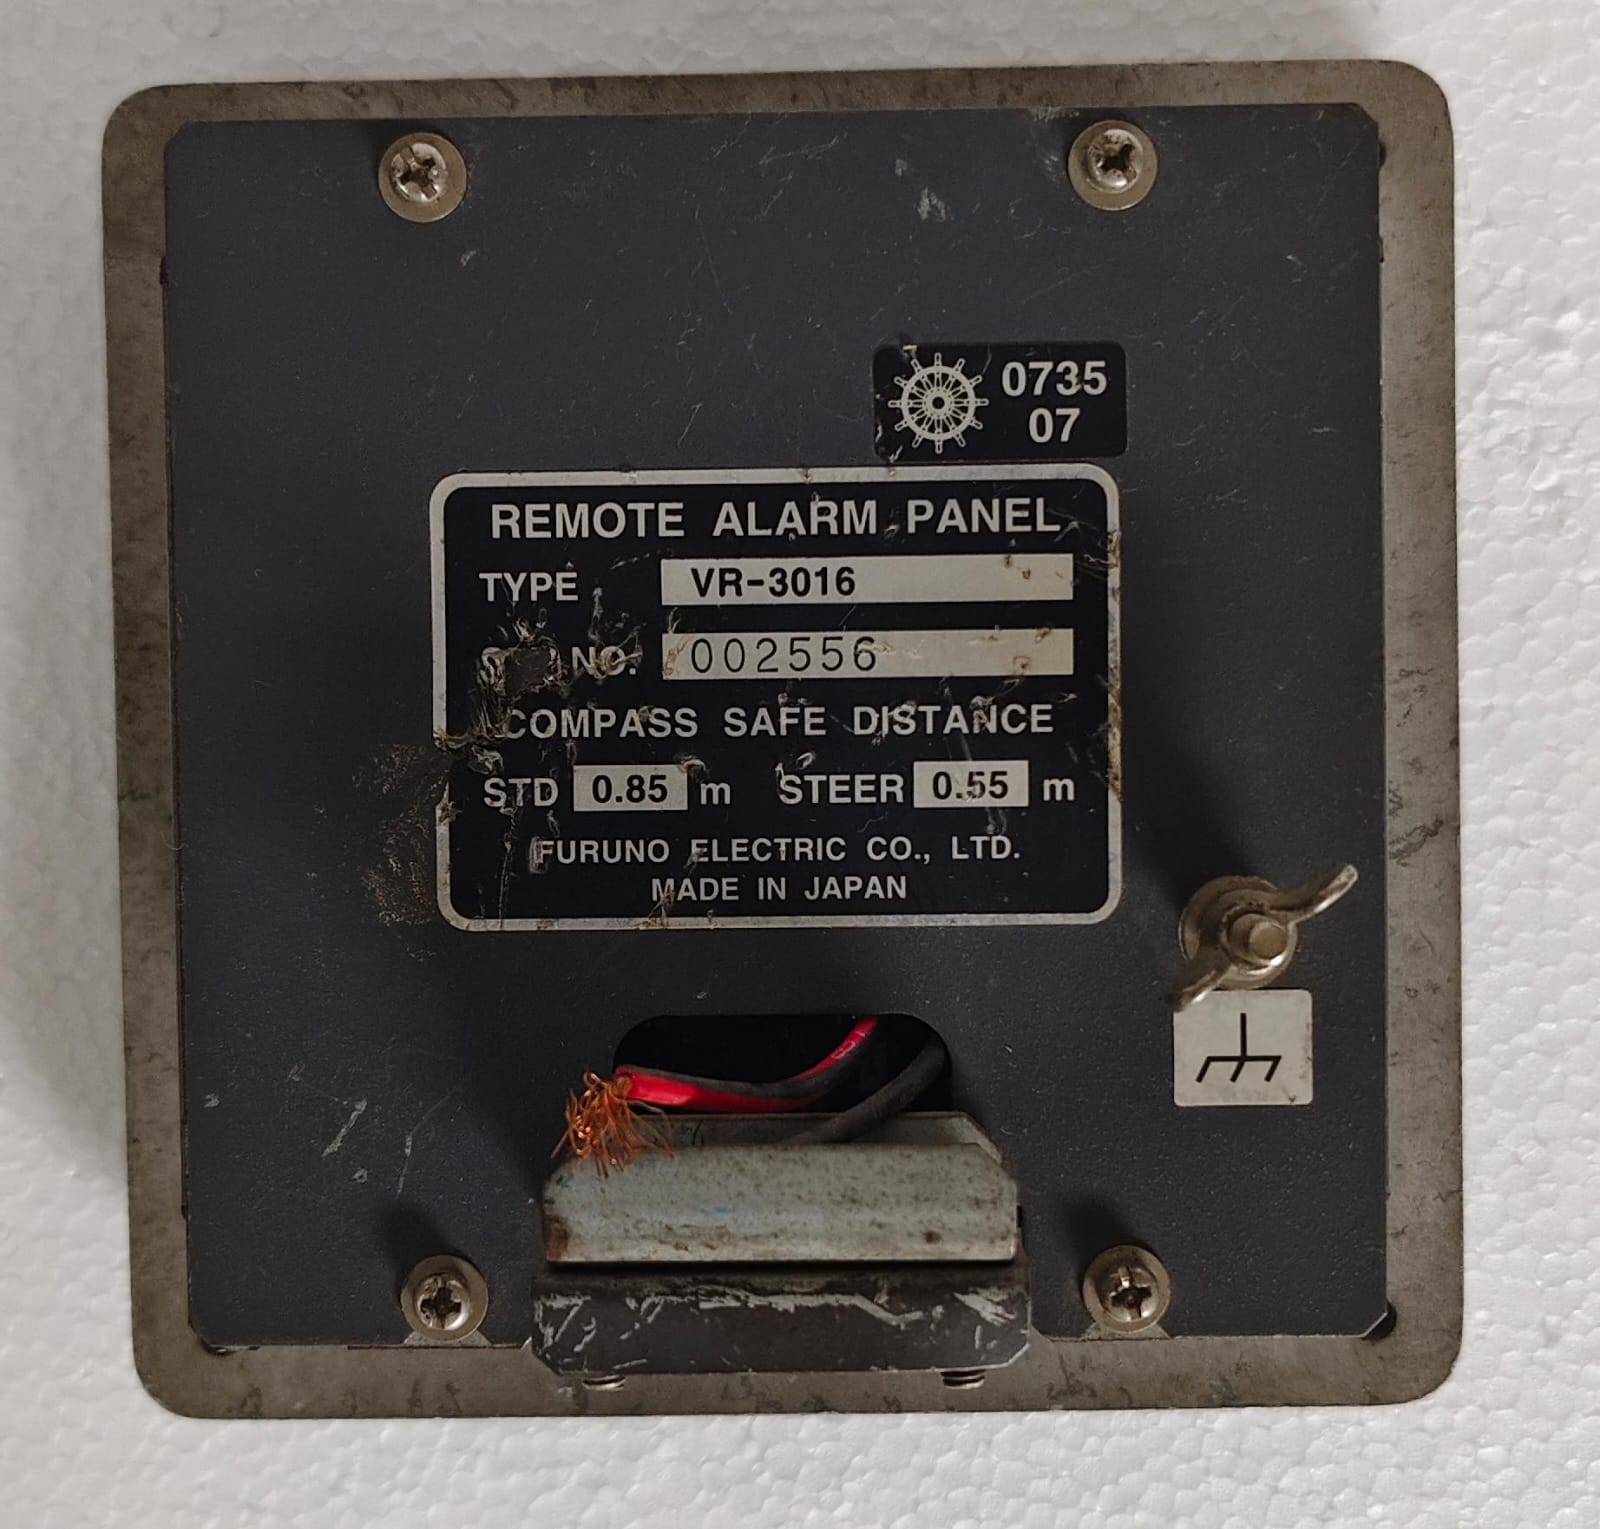 0735
07
REMOTE ALARM PANEL
TYPE VR-3016
NO. 002556
COMPASS SAFE DISTANCE
STD 0.85 m STEER 0.55 m
FURUNO ELECTRIC CO., LTD.
MADE IN JAPAN